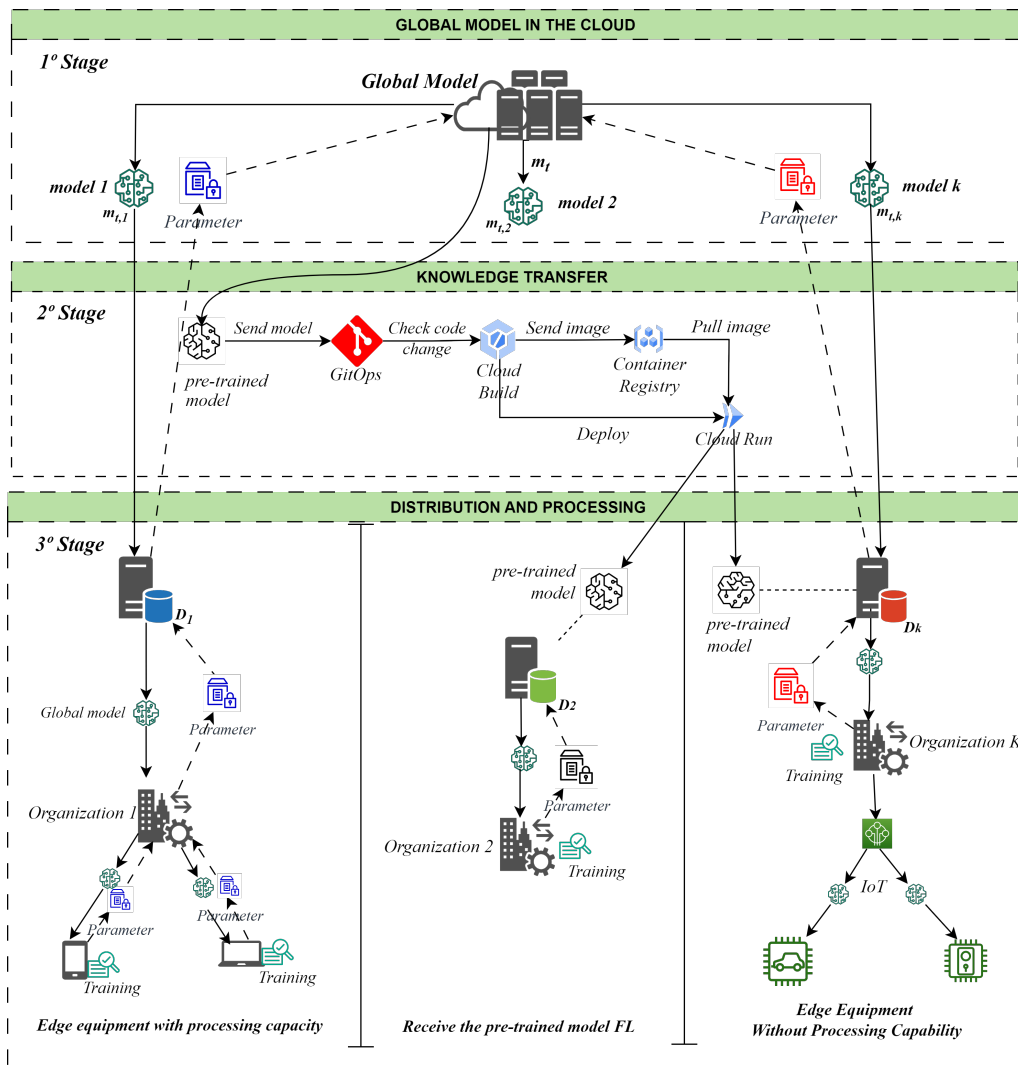 GLOBAL MODEL IN THE CLOUD
1º Stage
Global Model
model 1
m_t,1
Parameter
m_t
model 2
m_t,2
Parameter
model k
m_t,k
KNOWLEDGE TRANSFER
2º Stage
pre-trained
model
Send model
GitOps
Check code
change
Cloud
Build
Send image
Container
Registry
Pull image
Deploy
Cloud Run
DISTRIBUTION AND PROCESSING
3º Stage
D1
Global model
Parameter
Organization 1
Parameter
Parameter
Training
Training
Edge equipment with processing capacity
pre-trained
model
D2
Parameter
Organization 2
Training
Receive the pre-trained model FL
pre-trained
model
Dk
Parameter
Organization K
Training
IoT
Edge Equipment
Without Processing Capability